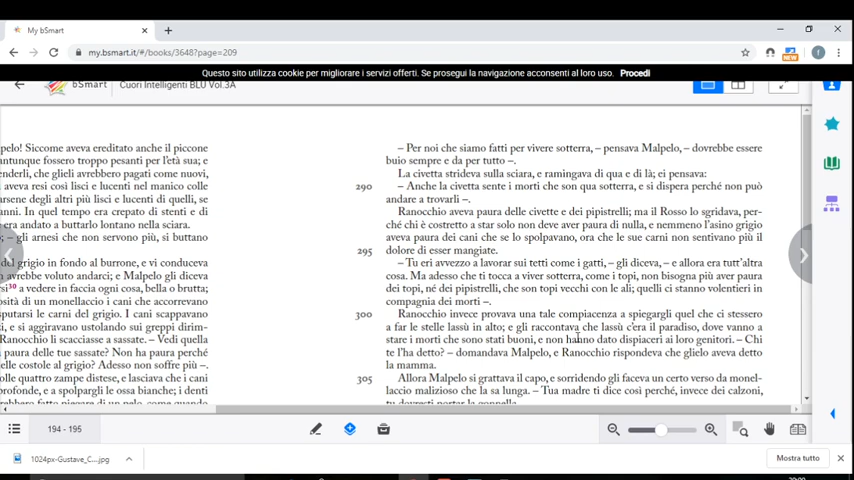 My bSmart
my.bsmart.it/#/books/3648?page=209
Questo sito utilizza cookie per migliorare i servizi offerti. Se prosegui la navigazione acconsenti al loro uso. Procedi
bSmart
Cuori Intelligenti BLU Vol.3A
NEW
f
pelo! Siccome aveva ereditato anche il piccone
antunque fossero troppo pesanti per l'età sua; e
enderli, che glieli avrebbero pagati come nuovi,
i aveva resi così lisci e lucenti nel manico colle
arsene degli altri più lisci e lucenti di quelli, se
anni. In quel tempo era crepato di stenti e di
era andato a buttarlo lontano nella sciara.
o; – gli arnesi che non servono più, si buttano
del grigio in fondo al burrone, e vi conduceva
n avrebbe voluto andarci; e Malpelo gli diceva
rsi30 a vedere in faccia ogni cosa, bella o brutta;
osità di un monellaccio i cani che accorrevano
sputarsi le carni del grigio. I cani scappavano
i, e si aggiravano ustolando sui greppi dirim-
Ranocchio li scacciasse a sassate. – Vedi quella
paura delle tue sassate? Non ha paura perché
elle costole al grigio? Adesso non soffre più –.
olle quattro zampe distese, e lasciava che i cani
profonde, e a spolpargli le ossa bianche; i denti
rebbero fatto piegare di un pelo, come quando
– Per noi che siamo fatti per vivere sotterra, – pensava Malpelo, – dovrebbe essere
buio sempre e da per tutto –.
La civetta strideva sulla sciara, e ramingava di qua e di là; ei pensava:
290 – Anche la civetta sente i morti che son qua sotterra, e si dispera perché non può
andare a trovarli –.
Ranocchio aveva paura delle civette e dei pipistrelli; ma il Rosso lo sgridava, per-
ché chi è costretto a star solo non deve aver paura di nulla, e nemmeno l'asino grigio
aveva paura dei cani che se lo spolpavano, ora che le sue carni non sentivano più il
295 dolore di esser mangiate.
– Tu eri avvezzo a lavorar sui tetti come i gatti, – gli diceva, – e allora era tutt'altra
cosa. Ma adesso che ti tocca a viver sotterra, come i topi, non bisogna più aver paura
dei topi, né dei pipistrelli, che son topi vecchi con le ali; quelli ci stanno volentieri in
compagnia dei morti –.
300 Ranocchio invece provava una tale compiacenza a spiegargli quel che ci stessero
a far le stelle lassù in alto; e gli raccontava che lassù c'era il paradiso, dove vanno a
stare i morti che sono stati buoni, e non hanno dato dispiaceri ai loro genitori. – Chi
te l'ha detto? – domandava Malpelo, e Ranocchio rispondeva che glielo aveva detto
la mamma.
305 Allora Malpelo si grattava il capo, e sorridendo gli faceva un certo verso da monel-
laccio malizioso che la sa lunga. – Tua madre ti dice così perché, invece dei calzoni,
tu dovresti portar la gonnella
194 - 195
1024px-Gustave_C....jpg
Mostra tutto